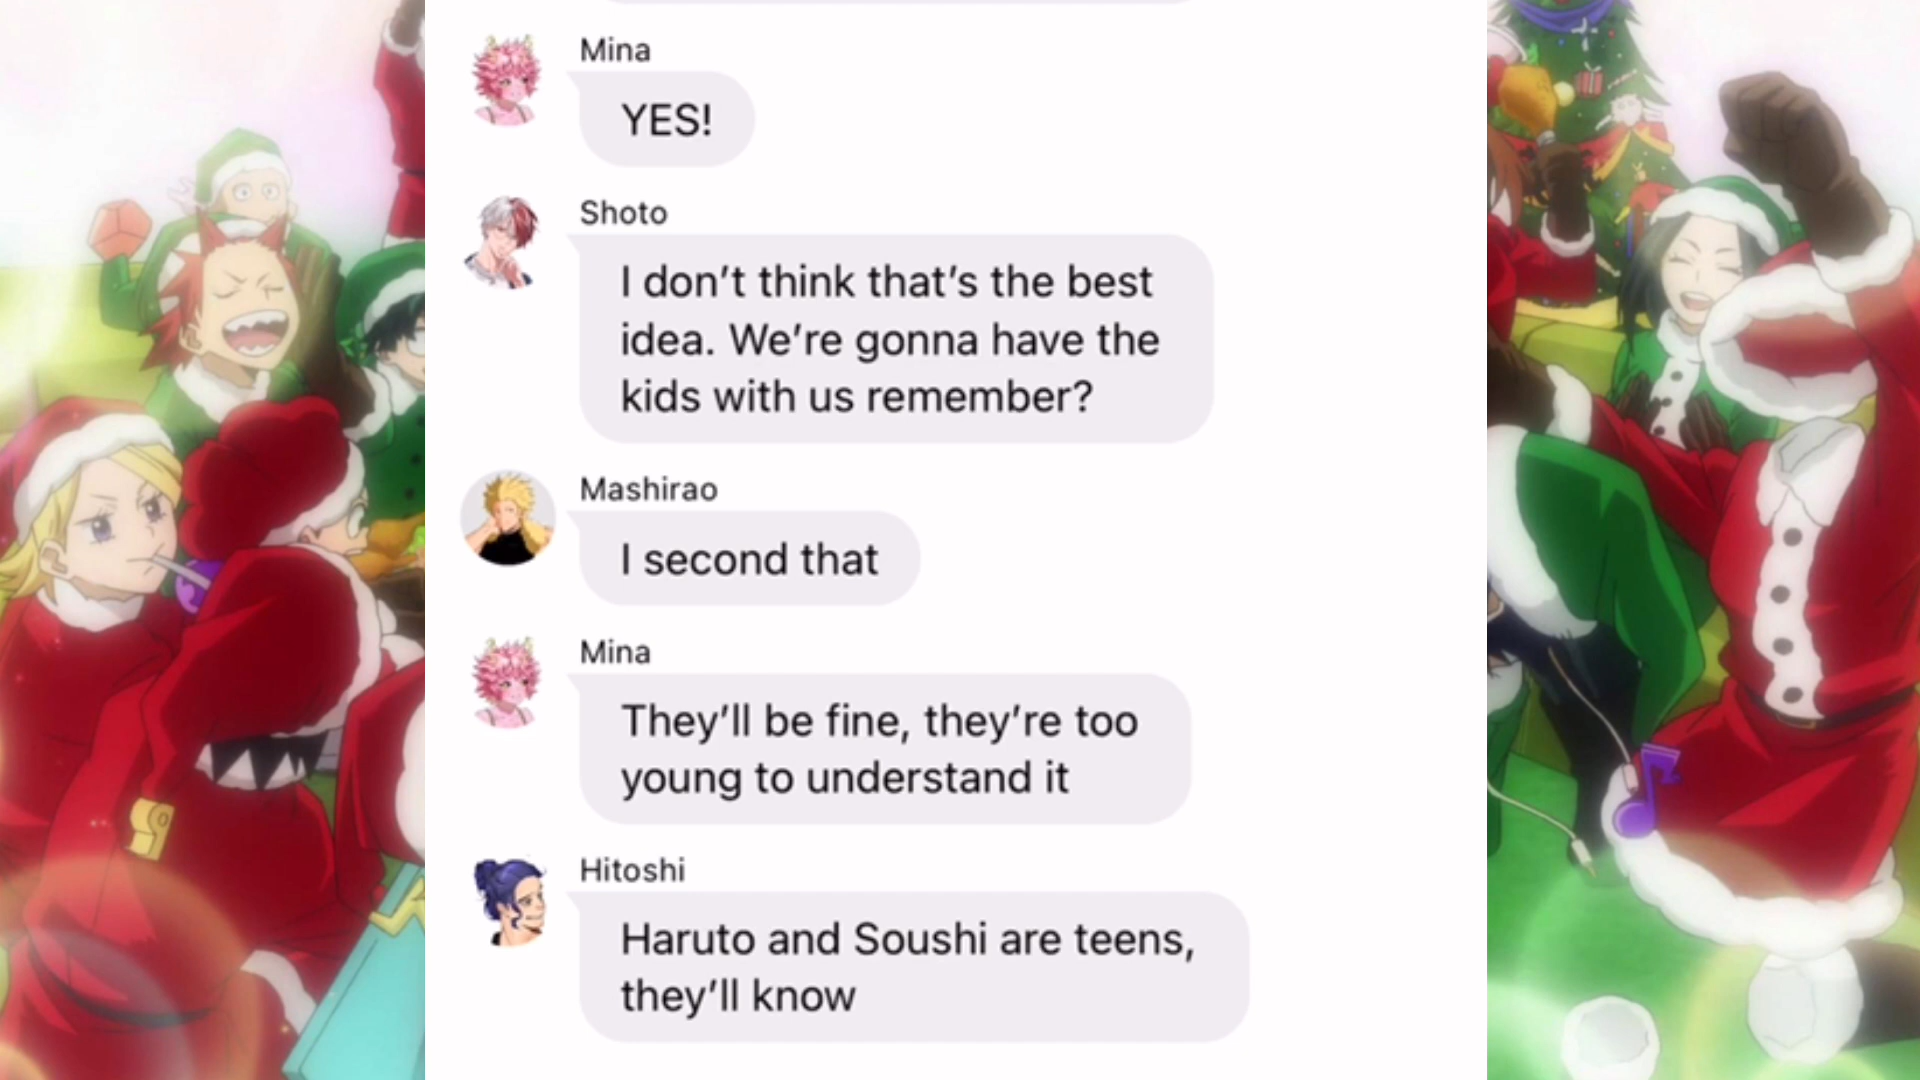 Mina
YES!
Shoto
I don't think that's the best
idea. We're gonna have the
kids with us remember?
Mashirao
I second that
Mina
They'll be fine, they're too
young to understand it
Hitoshi
Haruto and Soushi are teens,
they'll know